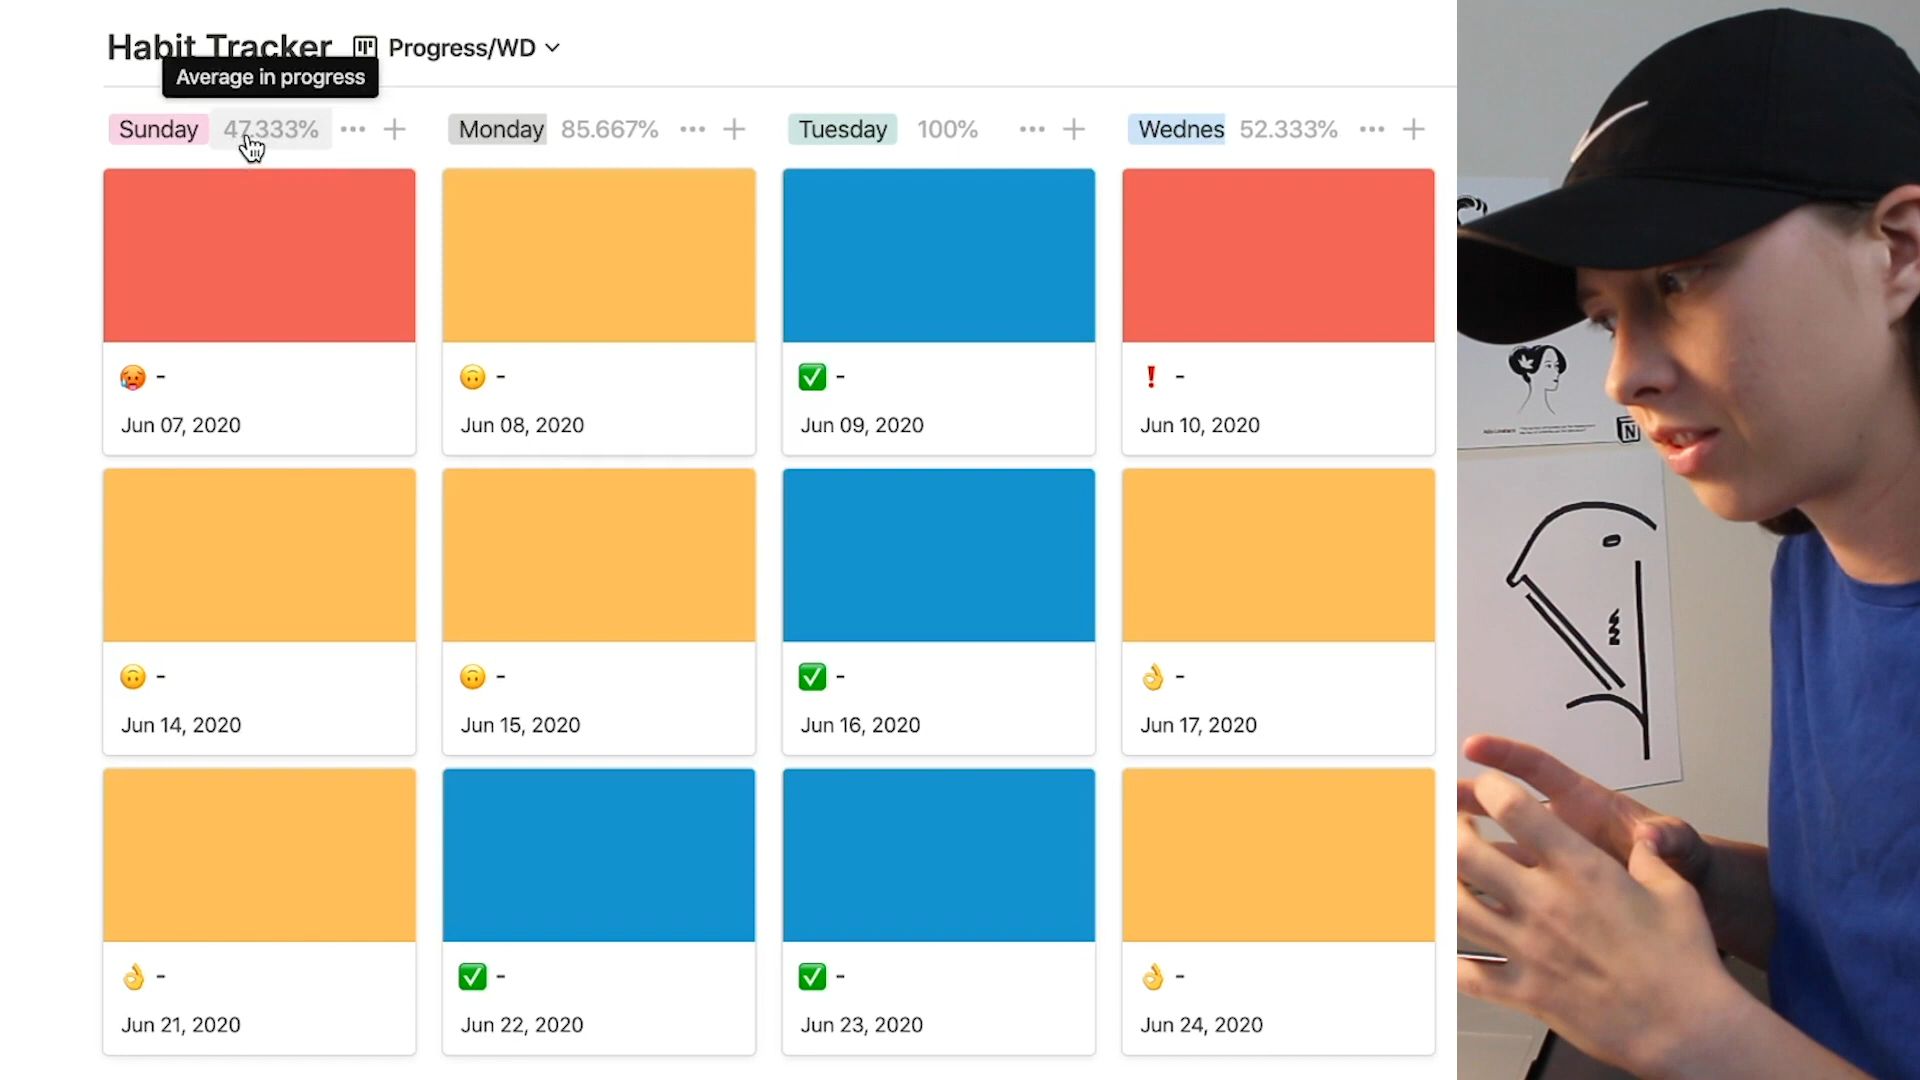 Habit Tracker Progress/WD
Average in progress
Sunday 47.333% Monday 85.667% Tuesday 100% Wednes 52.333%
- - - -
Jun 07, 2020 Jun 08, 2020 Jun 09, 2020 Jun 10, 2020
- - - -
Jun 14, 2020 Jun 15, 2020 Jun 16, 2020 Jun 17, 2020
- - - -
Jun 21, 2020 Jun 22, 2020 Jun 23, 2020 Jun 24, 2020
N